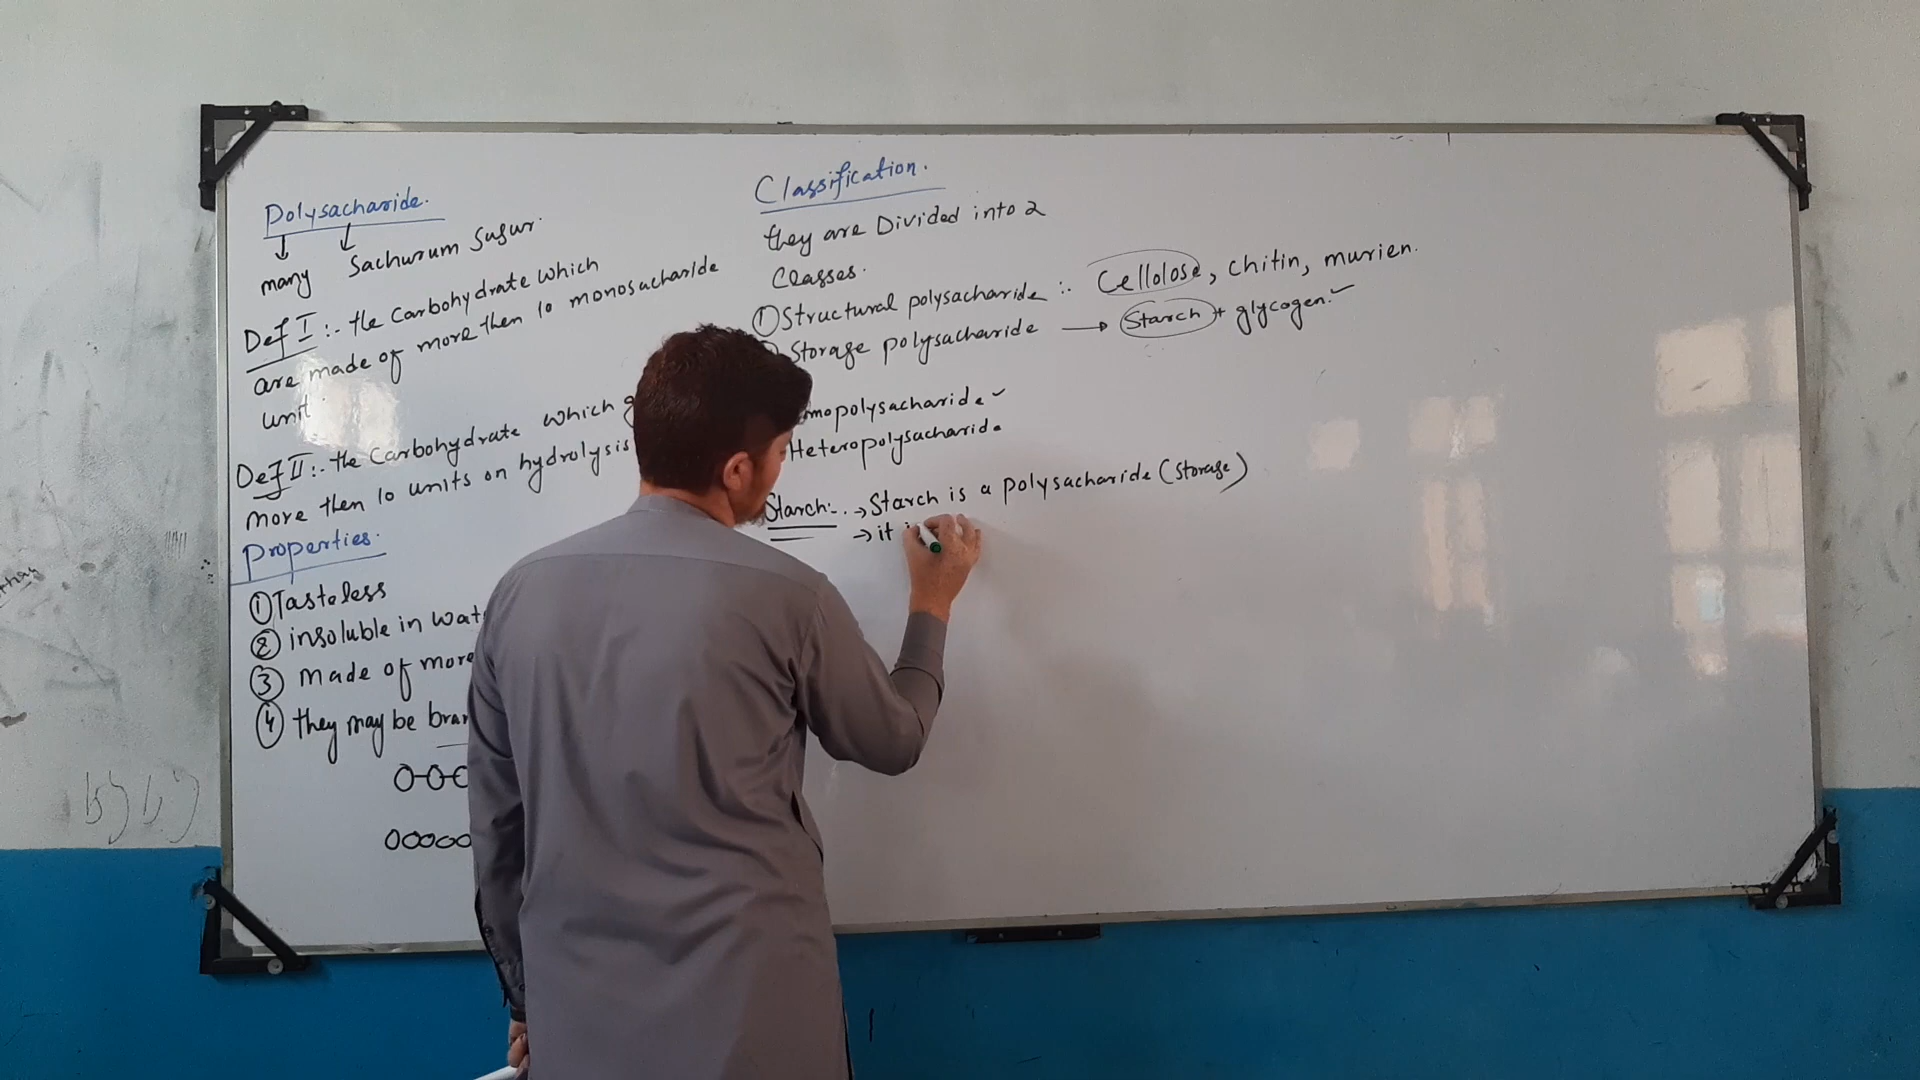 Polysacharide.
many Sachurum Sugur.
Def I :- the Carbohydrate which
are made of more then 10 monosacharide
unit.
Def II :- the Carbohydrate which
more then 10 units on hydrolysis
Properties.
① Tasteless
② insoluble in wat
③ made of more
④ they may be bran
Classification.
they are Divided into 2
Classes.
① Structural polysacharide :- Cellolose, chitin, murien.
Storage polysacharide → Starch + glycogen.
mopolysacharide
Heteropolysacharide
Starch:- → Starch is a polysacharide (Storage)
→ it i